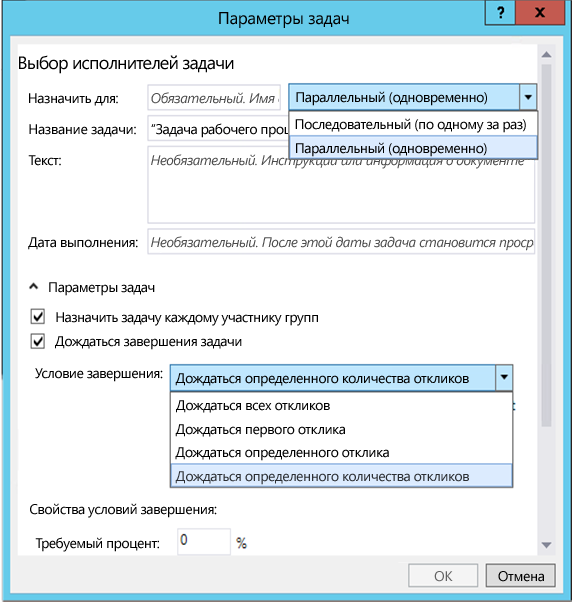 Параметры задач
? x
Выбор исполнителей задачи
Назначить для: Обязательный. Имя Параллельный (одновременно)
Последовательный (по одному за раз)
Название задачи: "Задача рабочего
Параллельный (одновременно)
Текст: Необязательный. Инструкции или информация о документе
Дата выполнения: Необязательный. После этой даты задача становится проср
Параметры задач
Назначить задачу каждому участнику групп
Дождаться завершения задачи
Условие завершения: Дождаться определенного количества откликов
Дождаться всех откликов
Дождаться первого отклика
Дождаться определенного отклика
Дождаться определенного количества откликов
Свойства условий завершения:
Требуемый процент: 0 %
ОК Отмена